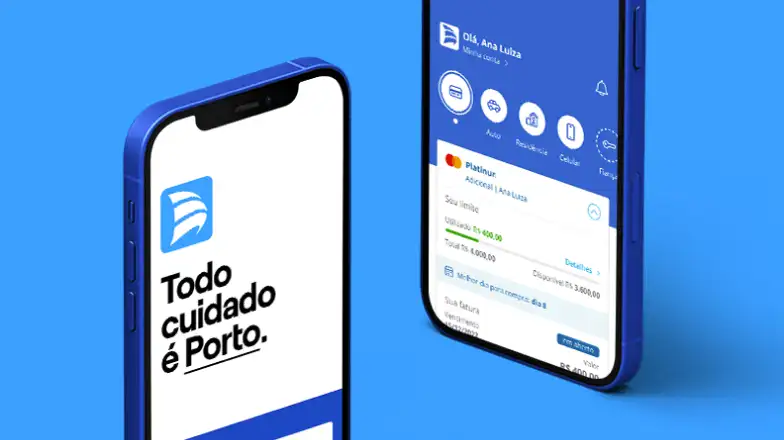 Todo
cuidado
é Porto.
Olá, Ana Luiza
Minha conta
Auto
Residência
Celular
Fiança
Platinum
Adicional | Ana Luiza
Seu limite
Utilizado R$ 400,00
Total R$ 4.000,00
Disponível R$ 3.600,00
Detalhes
Melhor dia para compra: dia 8
Sua fatura
em aberto
Vencimento
Valor
R$ 400,00